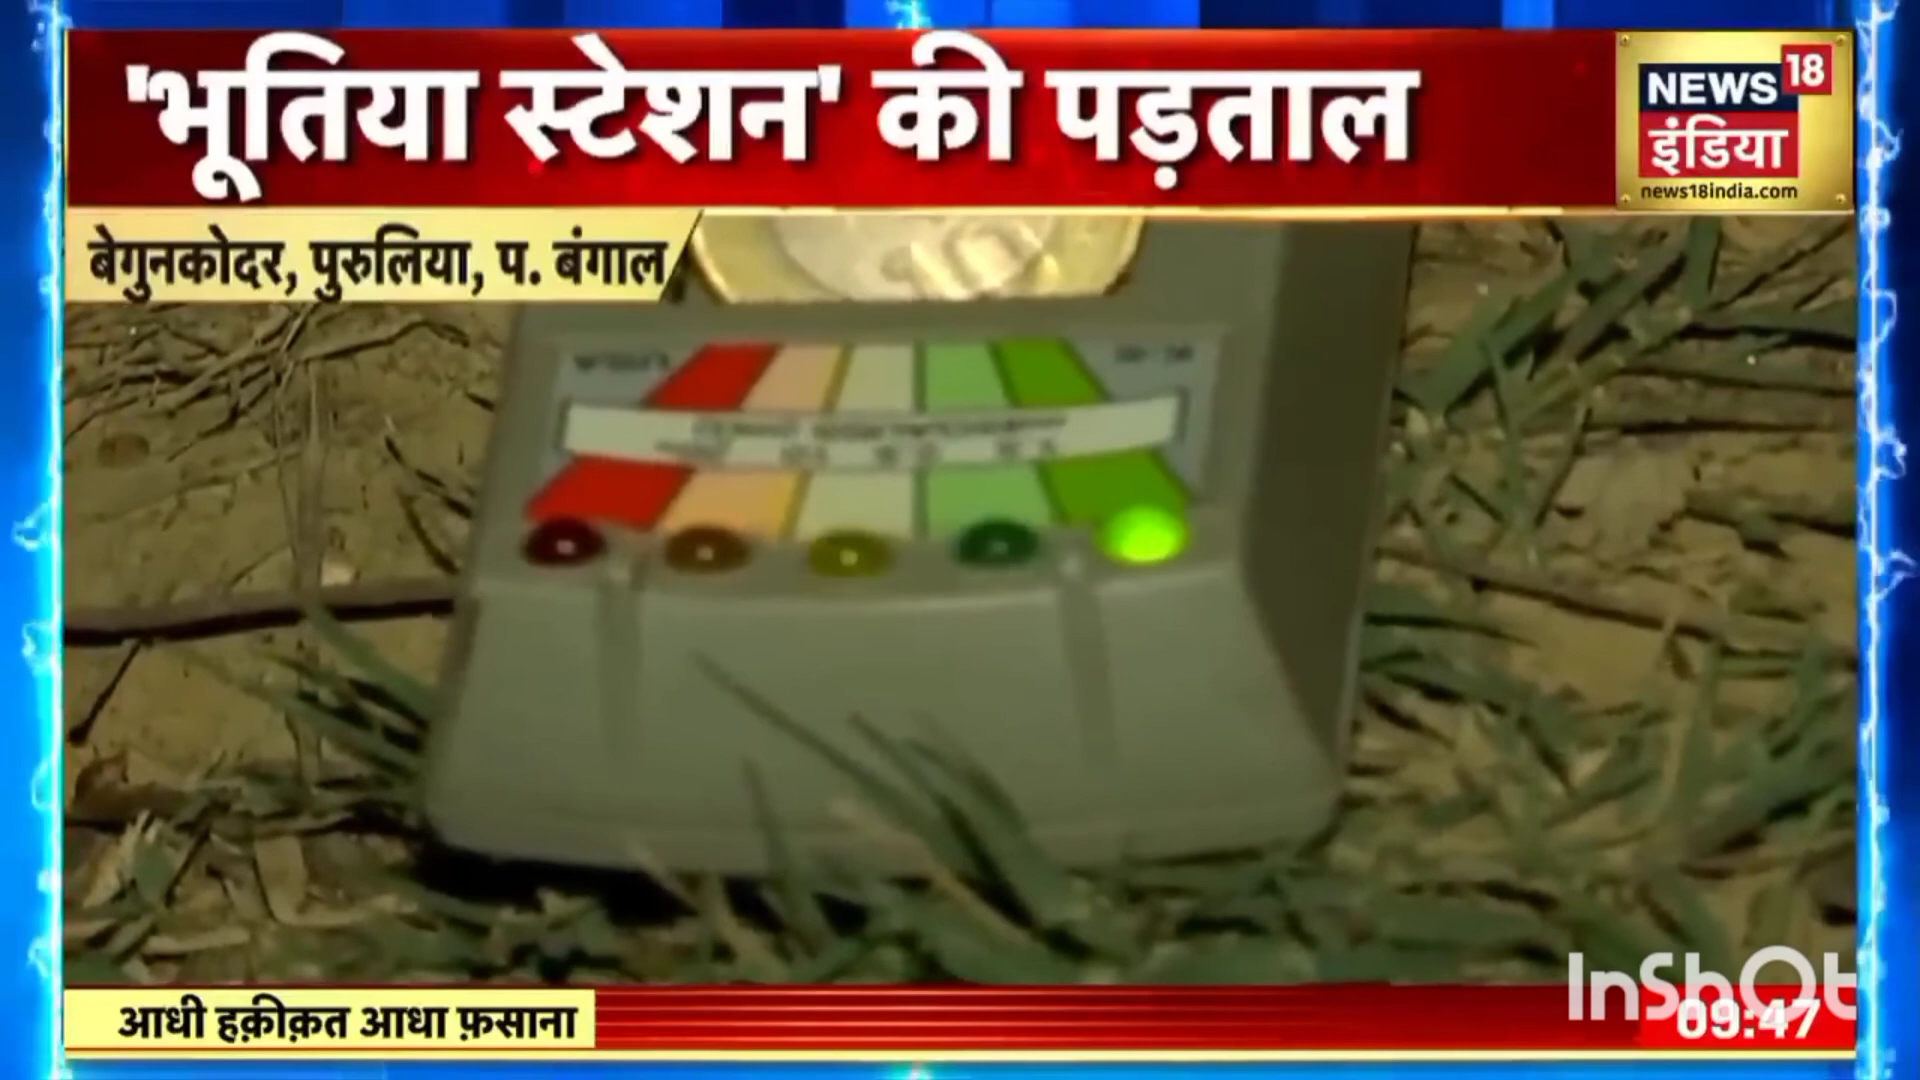 'भूतिया स्टेशन' की पड़ताल
NEWS 18
इंडिया
news18india.com
बेगुनकोदर, पुरुलिया, प. बंगाल
आधी हक़ीक़त आधा फ़साना
InShOt
09:47